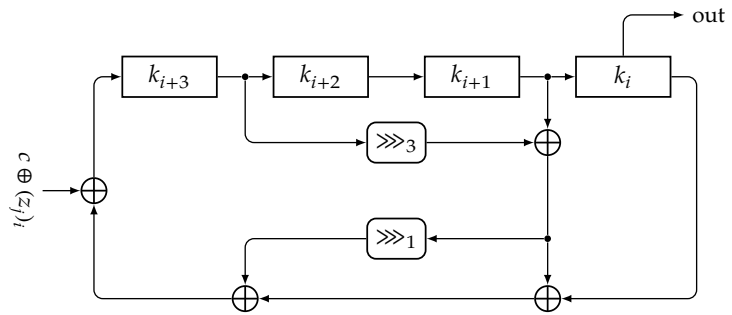 out
k_{i+3}
k_{i+2}
k_{i+1}
k_i
⋙_3
c ⊕ (z_j)_i
⋙_1